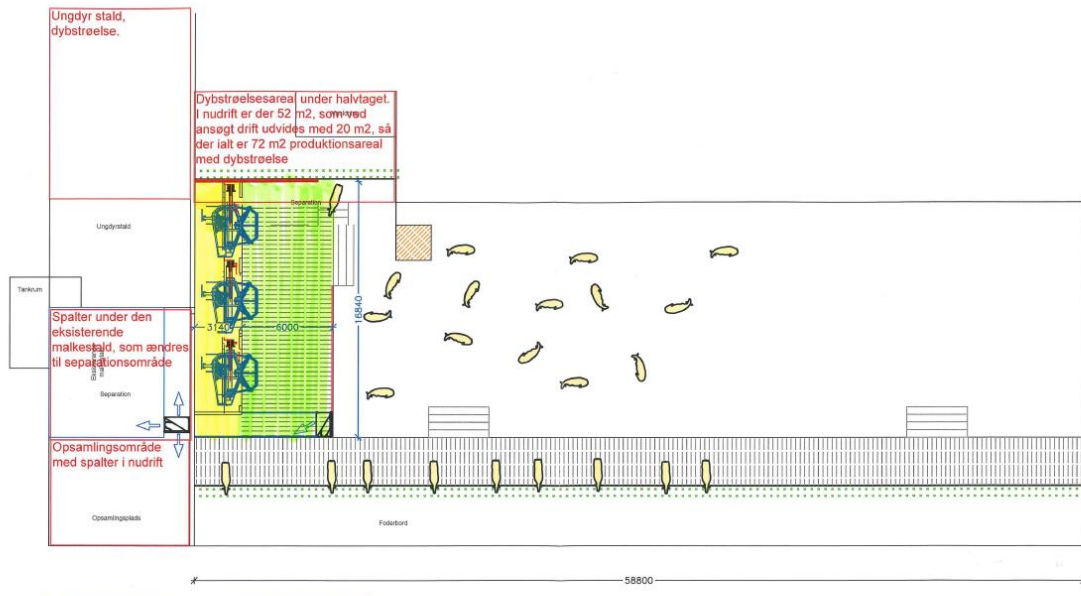 Ungdyr stald,
dybstrøelse.
Dybstrøelsesareal under halvtaget.
I nudrift er der 52 m2, som ved
ansøgt drift udvides med 20 m2, så
der ialt er 72 m2 produktionsareal
med dybstrøelse
Separation
Ungdyrstald
Tankrum
Spalter under den
eksisterende
malkestald, som ændres
til separationsområde
Separation
3140
6000
16840
Opsamlingsområde
med spalter i nudrift
Opsamlingsplads
Foderbord
58800